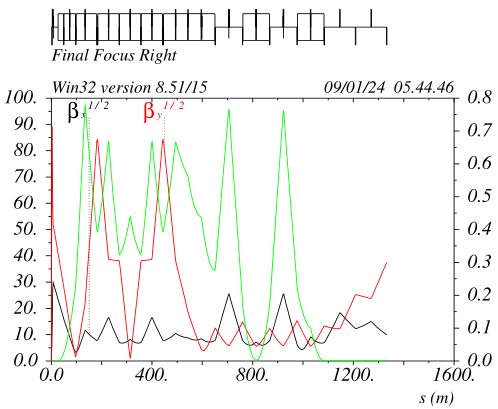 Final Focus Right
Win32 version 8.51/15 09/01/24 05.44.46
β x 1/2 β y 1/2
100. 0.8
90. 0.7
80. 0.6
70. 0.5
60. 0.4
50. 0.3
40. 0.2
30. 0.1
20. 0.0
10.
0.0
0.0 400. 800. 1200. 1600.
s (m)